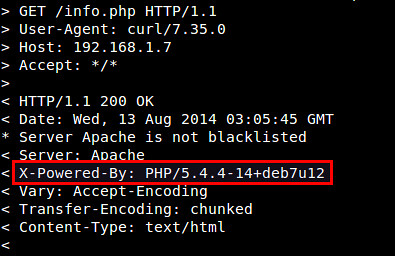 > GET /info.php HTTP/1.1
> User-Agent: curl/7.35.0
> Host: 192.168.1.7
> Accept: */*
>
< HTTP/1.1 200 OK
< Date: Wed, 13 Aug 2014 03:05:45 GMT
* Server Apache is not blacklisted
< Server: Apache
< X-Powered-By: PHP/5.4.4-14+deb7u12
< Vary: Accept-Encoding
< Transfer-Encoding: chunked
< Content-Type: text/html
<